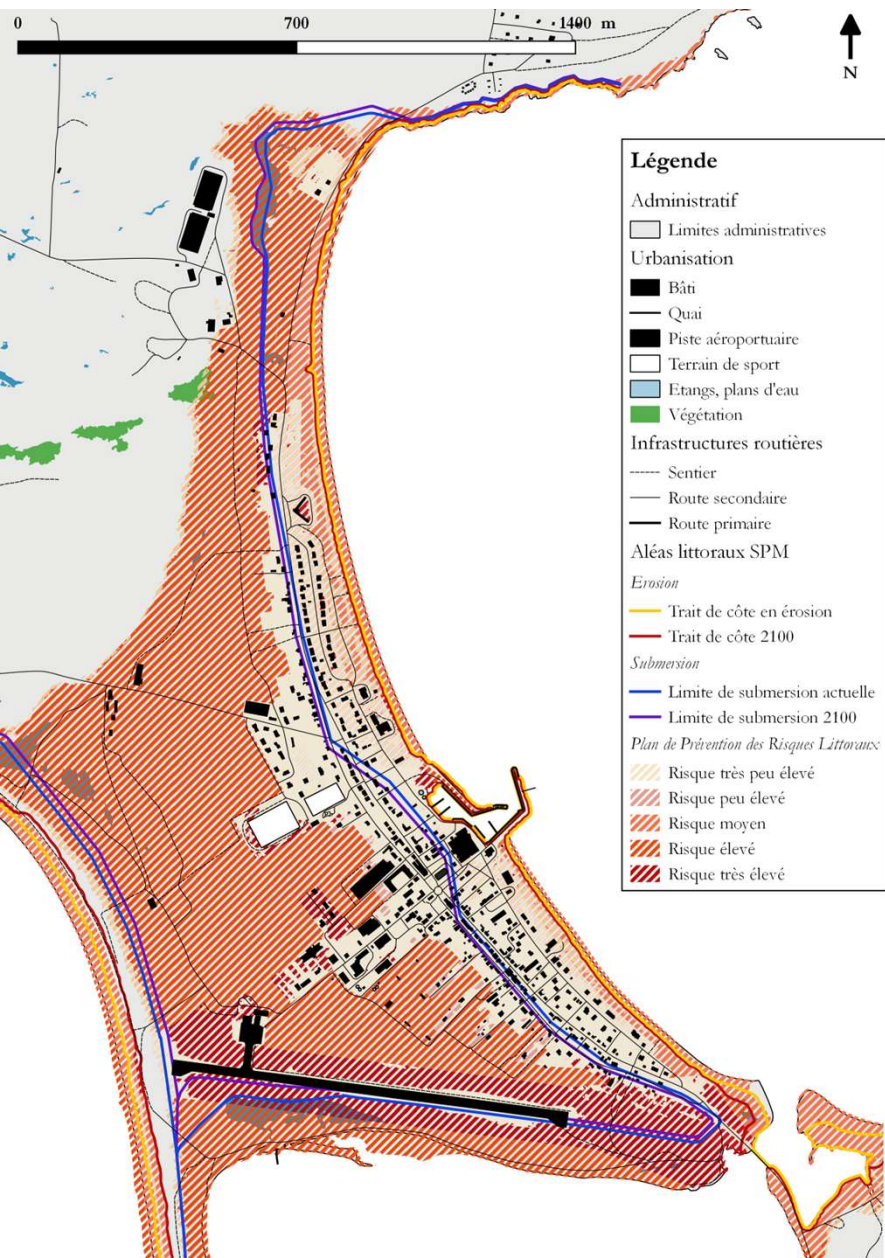 0 700 1400 m
N
Légende
Administratif
Limites administratives
Urbanisation
Bâti
Quai
Piste aéroportuaire
Terrain de sport
Etangs, plans d'eau
Végétation
Infrastructures routières
Sentier
Route secondaire
Route primaire
Aléas littoraux SPM
Erosion
Trait de côte en érosion
Trait de côte 2100
Submersion
Limite de submersion actuelle
Limite de submersion 2100
Plan de Prévention des Risques Littoraux
Risque très peu élevé
Risque peu élevé
Risque moyen
Risque élevé
Risque très élevé